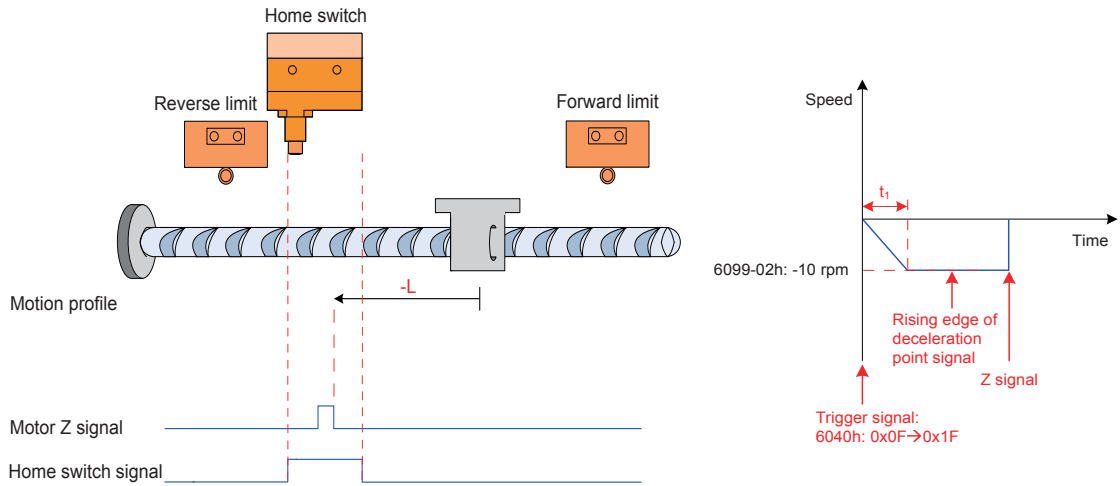 Home switch
Reverse limit
Forward limit
-L
Motion profile
Motor Z signal
Home switch signal
Speed
t₁
Time
6099-02h: -10 rpm
Rising edge of
deceleration
point signal
Z signal
Trigger signal:
6040h: 0x0F→0x1F